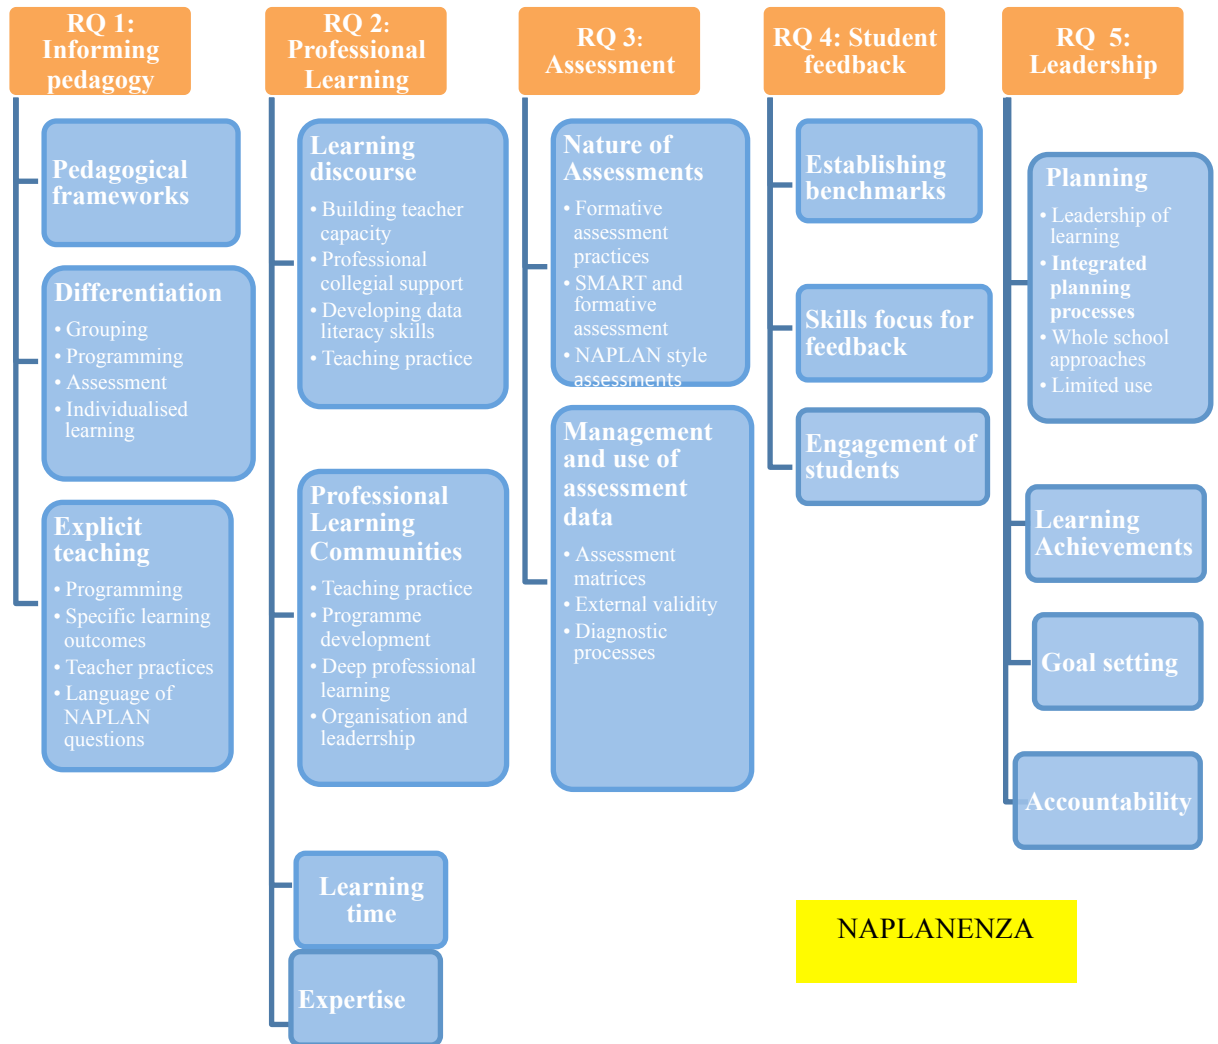 RQ 1:
Informing
pedagogy
Pedagogical
frameworks
Differentiation
• Grouping
• Programming
• Assessment
• Individualised
learning
Explicit
teaching
• Programming
• Specific learning
outcomes
• Teacher practices
• Language of
NAPLAN
questions
RQ 2:
Professional
Learning
Learning
discourse
• Building teacher
capacity
• Professional
collegial support
• Developing data
literacy skills
• Teaching practice
Professional
Learning
Communities
• Teaching practice
• Programme
development
• Deep professional
learning
• Organisation and
leaderrship
Learning
time
Expertise
RQ 3:
Assessment
Nature of
Assessments
• Formative
assessment
practices
• SMART and
formative
assessment
• NAPLAN style
assessments
Management
and use of
assessment
data
• Assessment
matrices
• External validity
• Diagnostic
processes
RQ 4: Student
feedback
Establishing
benchmarks
Skills focus for
feedback
Engagement of
students
RQ 5:
Leadership
Planning
• Leadership of
learning
• Integrated
planning
processes
• Whole school
approaches
• Limited use
Learning
Achievements
Goal setting
Accountability
NAPLANENZA